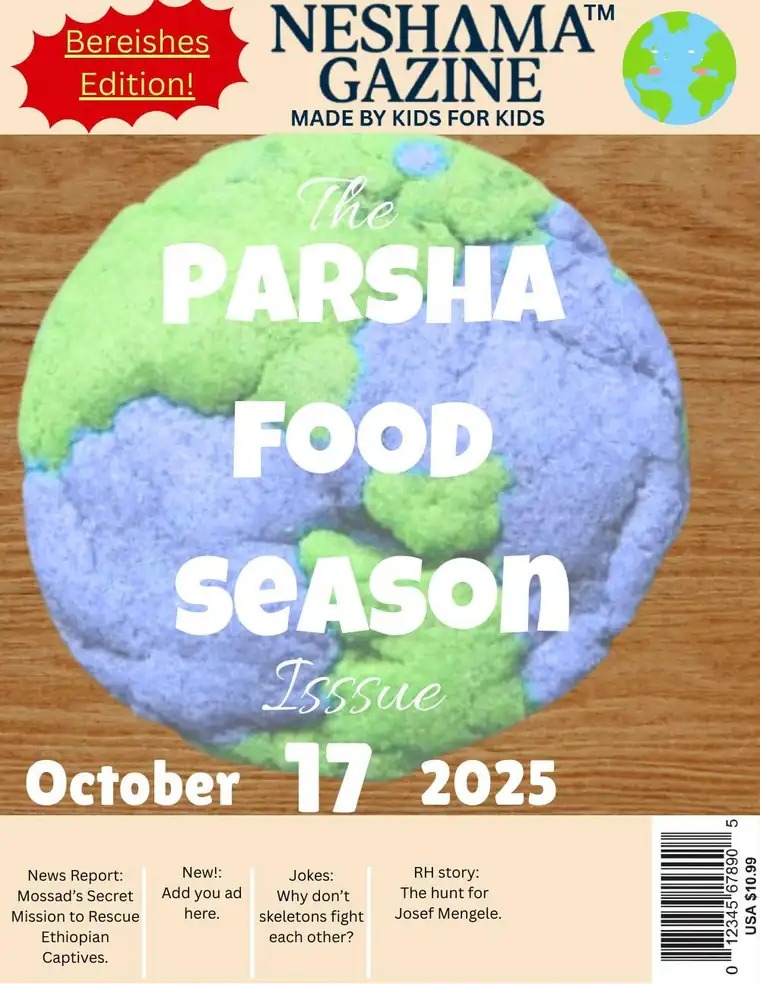 Bereishes
Edition!
NESHAMA™
GAZINE
MADE BY KIDS FOR KIDS
The
PARSHA
FOOD
SEASON
Isssue
October 17 2025
News Report:
Mossad's Secret
Mission to Rescue
Ethiopian
Captives.
New!:
Add you ad
here.
Jokes:
Why don't
skeletons fight
each other?
RH story:
The hunt for
Josef Mengele.
0 12345 67890 5
USA $10.99